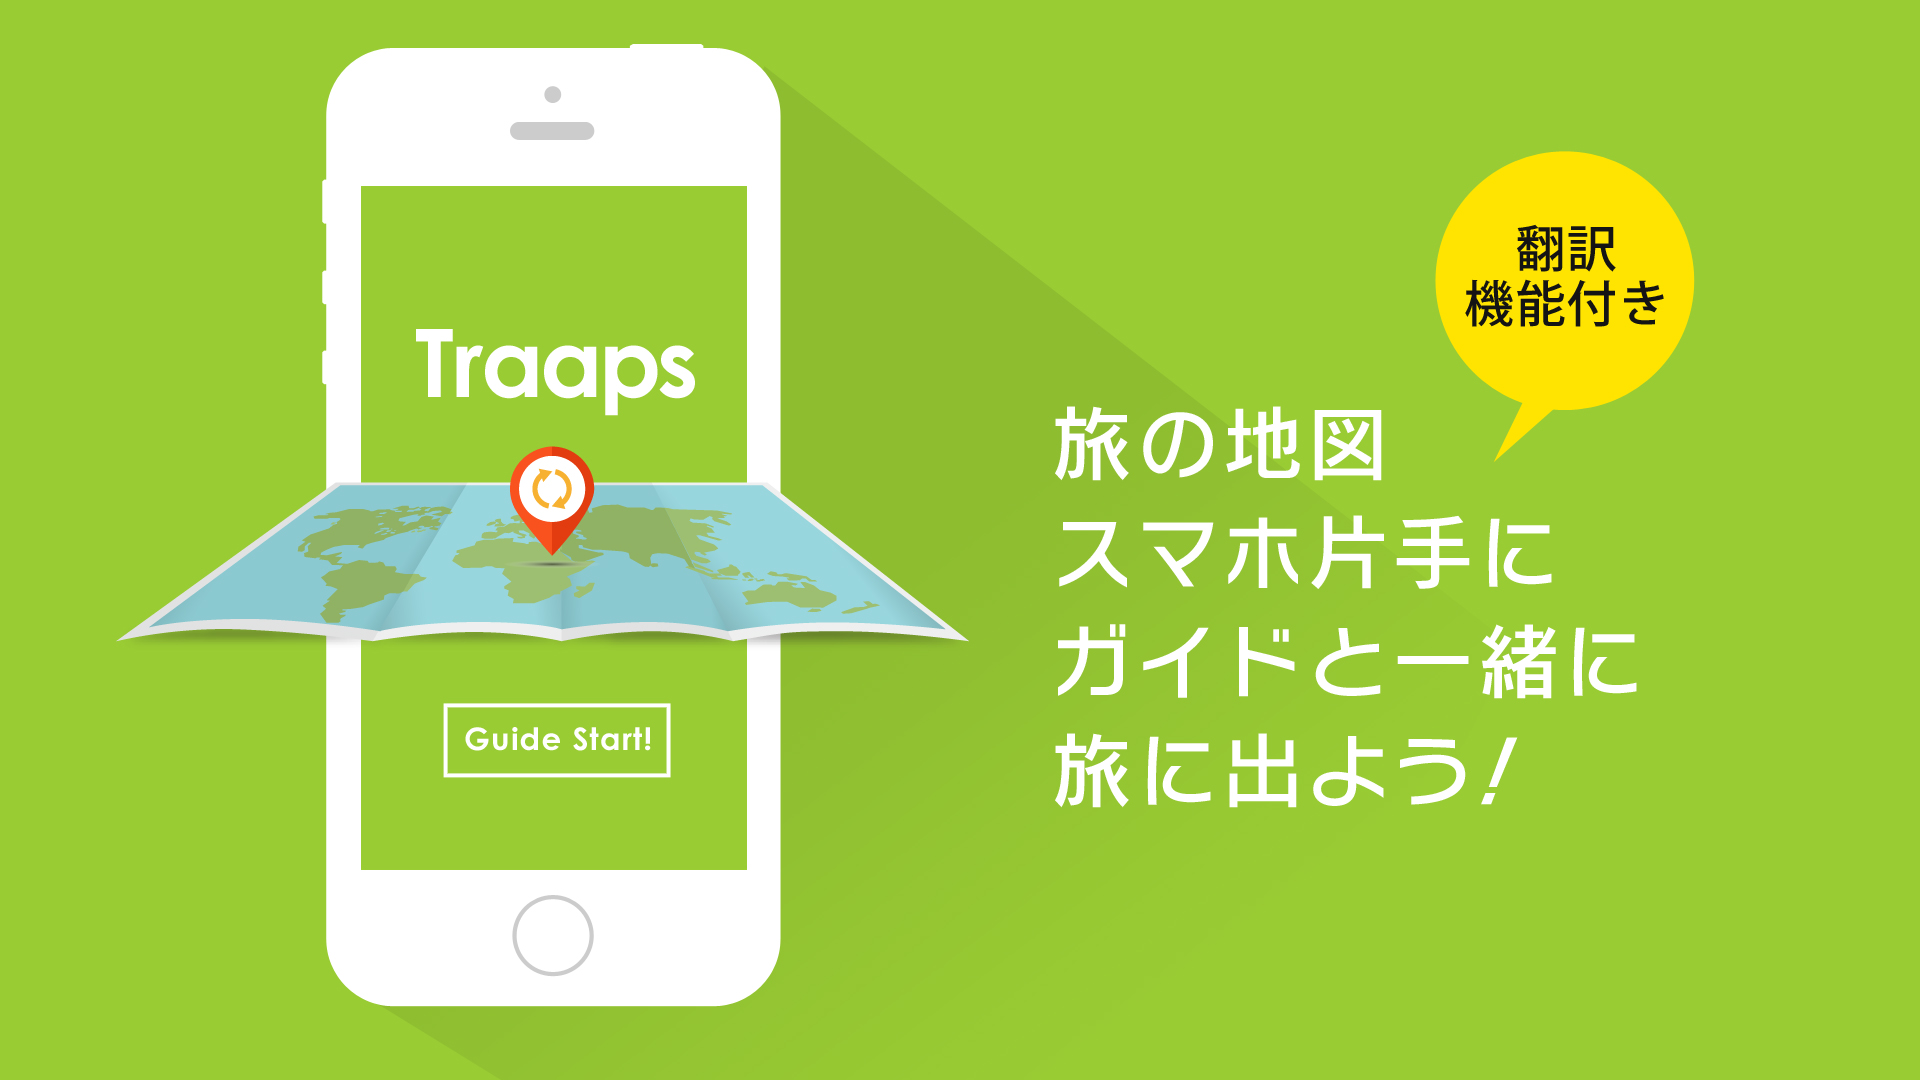 Traaps
Guide Start!
翻訳
機能付き
旅の地図
スマホ片手に
ガイドと一緒に
旅に出よう!